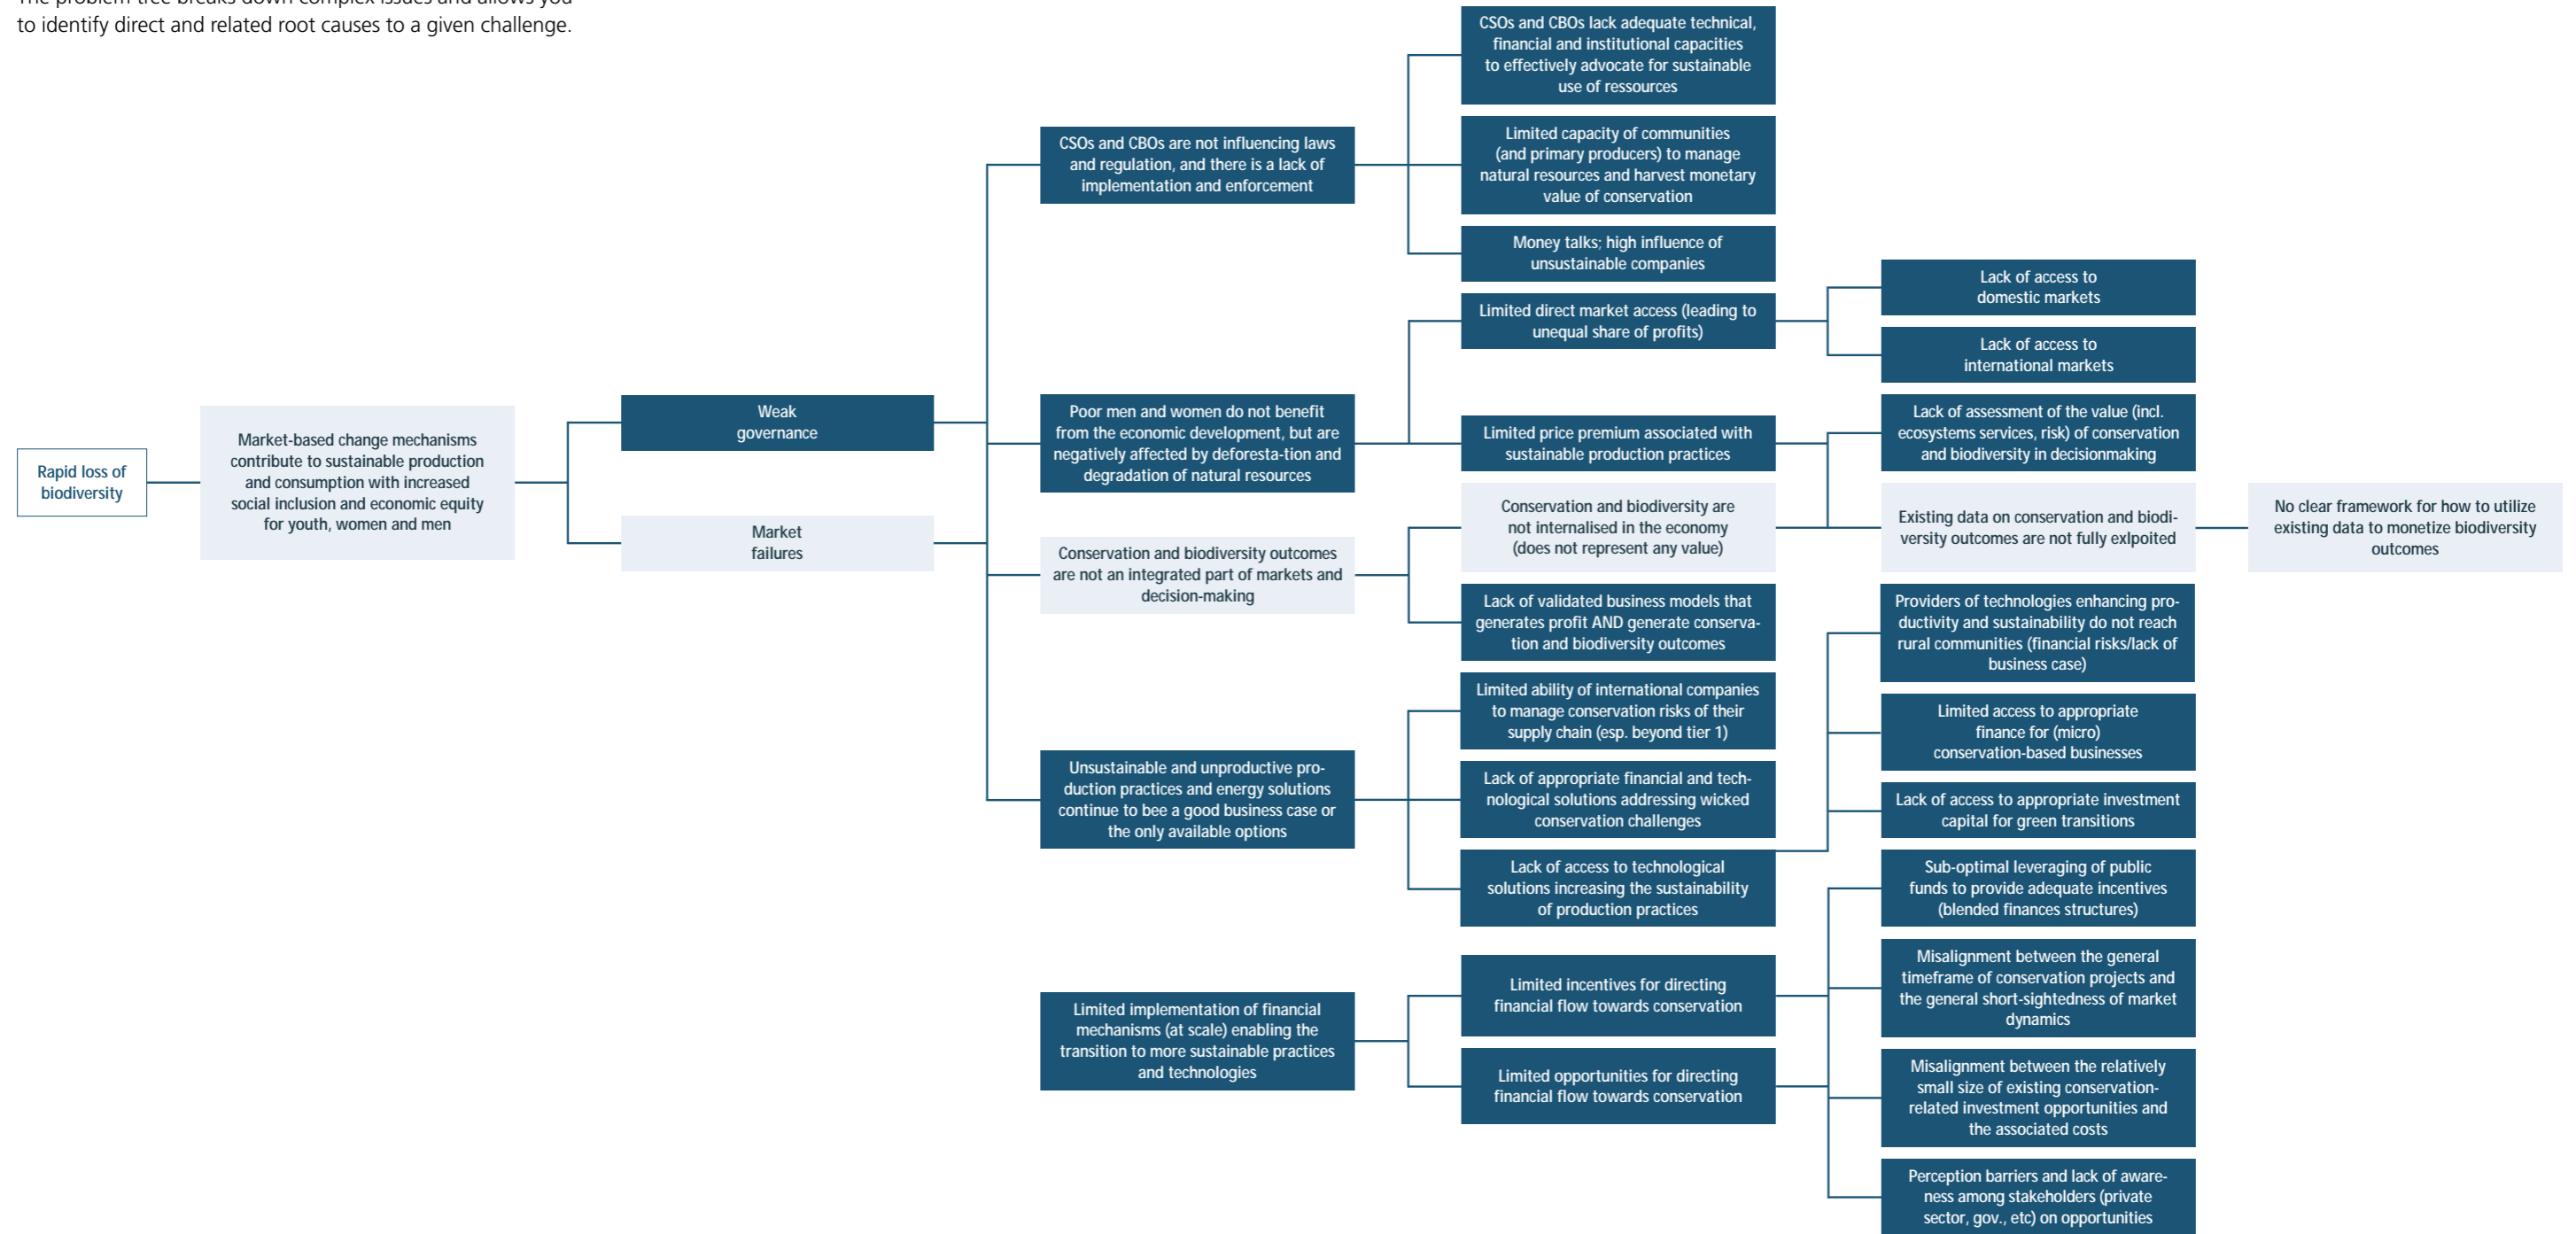 The problem tree breaks down complex issues and allows you
to identify direct and related root causes to a given challenge.
Rapid loss of
biodiversity
Market-based change mechanisms
contribute to sustainable production
and consumption with increased
social inclusion and economic equity
for youth, women and men
Weak
governance
Market
failures
CSOs and CBOs are not influencing laws
and regulation, and there is a lack of
implementation and enforcement
Poor men and women do not benefit
from the economic development, but are
negatively affected by deforesta-tion and
degradation of natural resources
Conservation and biodiversity outcomes
are not an integrated part of markets and
decision-making
Unsustainable and unproductive pro-
duction practices and energy solutions
continue to bee a good business case or
the only available options
Limited implementation of financial
mechanisms (at scale) enabling the
transition to more sustainable practices
and technologies
CSOs and CBOs lack adequate technical,
financial and institutional capacities
to effectively advocate for sustainable
use of ressources
Limited capacity of communities
(and primary producers) to manage
natural resources and harvest monetary
value of conservation
Money talks; high influence of
unsustainable companies
Limited direct market access (leading to
unequal share of profits)
Limited price premium associated with
sustainable production practices
Conservation and biodiversity are
not internalised in the economy
(does not represent any value)
Lack of validated business models that
generates profit AND generate conserva-
tion and biodiversity outcomes
Limited ability of international companies
to manage conservation risks of their
supply chain (esp. beyond tier 1)
Lack of appropriate financial and tech-
nological solutions addressing wicked
conservation challenges
Lack of access to technological
solutions increasing the sustainability
of production practices
Limited incentives for directing
financial flow towards conservation
Limited opportunities for directing
financial flow towards conservation
Lack of access to
domestic markets
Lack of access to
international markets
Lack of assessment of the value (incl.
ecosystems services, risk) of conservation
and biodiversity in decisionmaking
Existing data on conservation and biodi-
versity outcomes are not fully exlpoited
Providers of technologies enhancing pro-
ductivity and sustainability do not reach
rural communities (financial risks/lack of
business case)
Limited access to appropriate
finance for (micro)
conservation-based businesses
Lack of access to appropriate investment
capital for green transitions
Sub-optimal leveraging of public
funds to provide adequate incentives
(blended finances structures)
Misalignment between the general
timeframe of conservation projects and
the general short-sightedness of market
dynamics
Misalignment between the relatively
small size of existing conservation-
related investment opportunities and
the associated costs
Perception barriers and lack of aware-
ness among stakeholders (private
sector, gov., etc) on opportunities
No clear framework for how to utilize
existing data to monetize biodiversity
outcomes